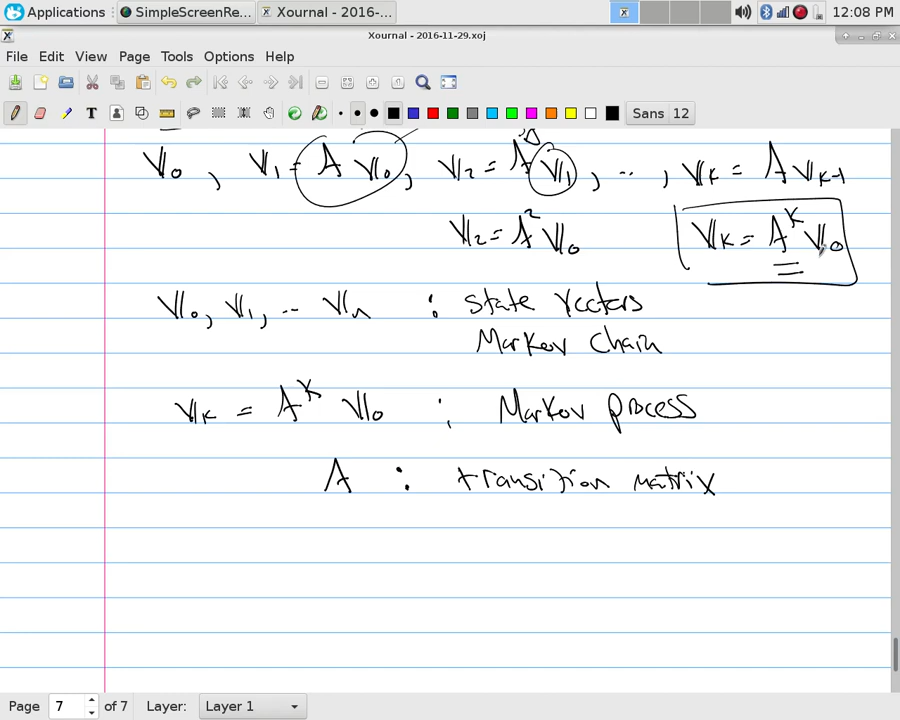 Applications SimpleScreenRe... Xournal - 2016-... 12:08 PM
Xournal - 2016-11-29.xoj
File Edit View Page Tools Options Help
Sans 12
V₀ , V₁ = A V₀ , V₂ = A V₁ , ... , Vₖ = A Vₖ₋₁
V₂ = A² V₀ Vₖ = Aᴷ V₀
V₀, V₁, ... Vₙ : state vectors
Markov chain
Vₖ = Aᴷ V₀ : Markov process
A : transition matrix
Page 7 of 7 Layer: Layer 1